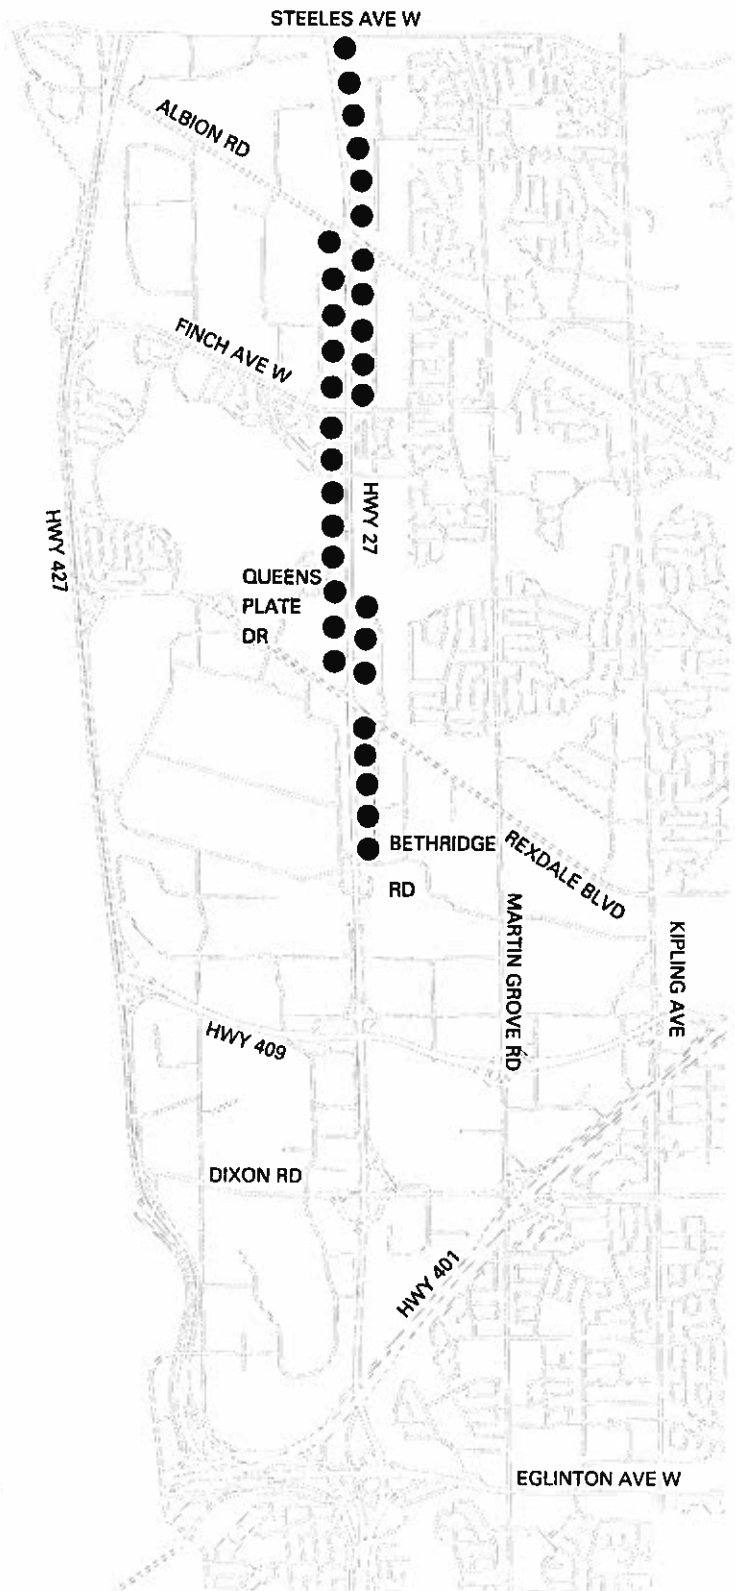 STEELES AVE W
ALBION RD
FINCH AVE W
HWY 27
HWY 427
QUEENS
PLATE
DR
BETHRIDGE
RD
REXDALE BLVD
MARTIN GROVE RD
KIPLING AVE
HWY 409
DIXON RD
HWY 401
EGLINTON AVE W